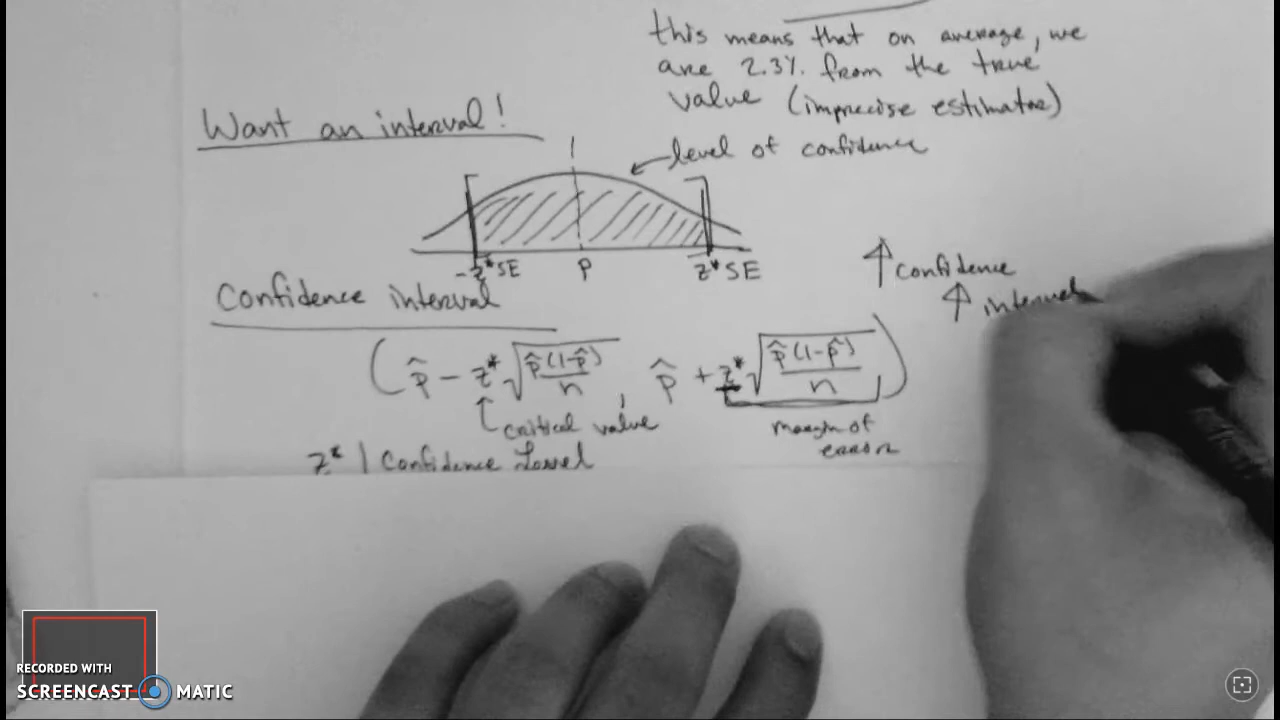 this means that on average, we
are 2.3% from the true
value (imprecise estimator)
Want an interval!
level of confidence
-z*SE p z*SE
↑ confidence
↑ interval
Confidence interval
(p̂ - z*√(p̂(1-p̂)/n), p̂ + z*√(p̂(1-p̂)/n))
critical value
margin of
error
z* | Confidence Level
RECORDED WITH
SCREENCAST MATIC